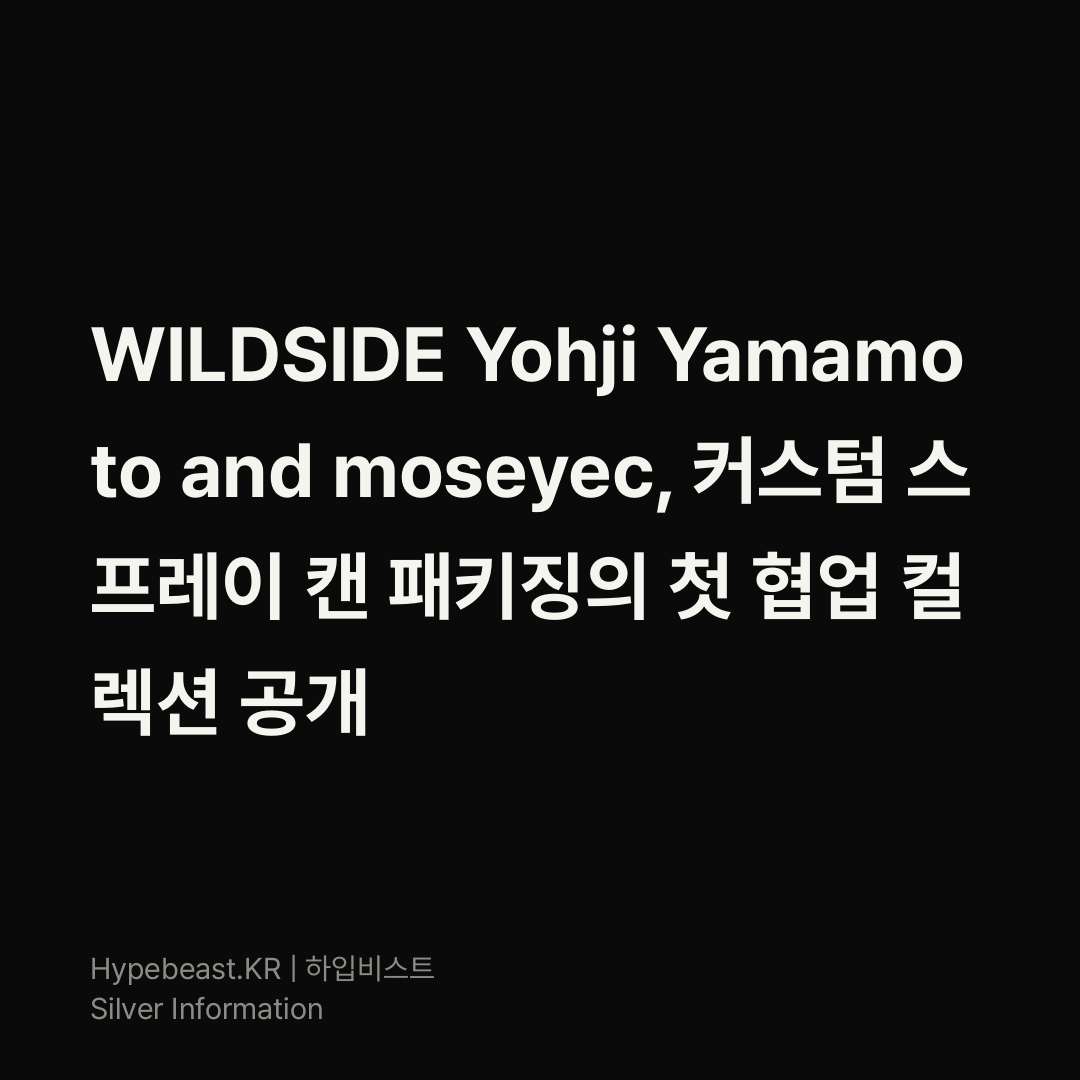 WILDSIDE Yohji Yamamo
to and moseyec, 커스텀 스
프레이 캔 패키징의 첫 협업 컬
렉션 공개
Hypebeast.KR | 하입비스트
Silver Information